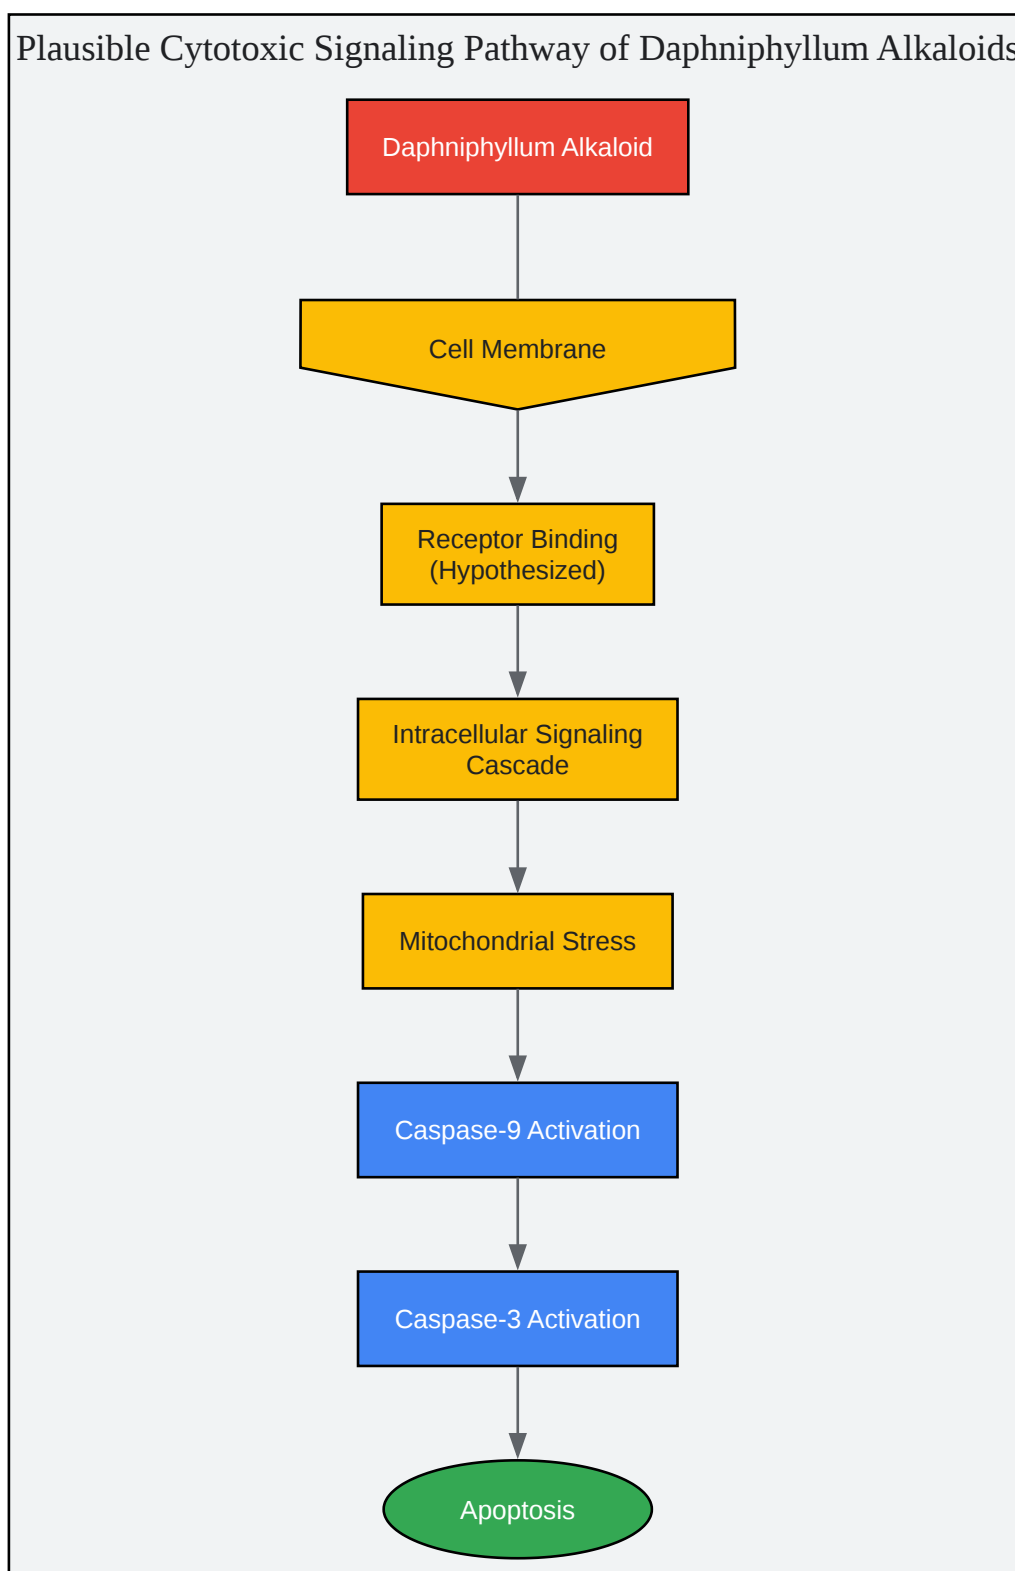 Plausible Cytotoxic Signaling Pathway of Daphniphyllum Alkaloids
Daphniphyllum Alkaloid
Cell Membrane
Receptor Binding
(Hypothesized)
Intracellular Signaling
Cascade
Mitochondrial Stress
Caspase-9 Activation
Caspase-3 Activation
Apoptosis